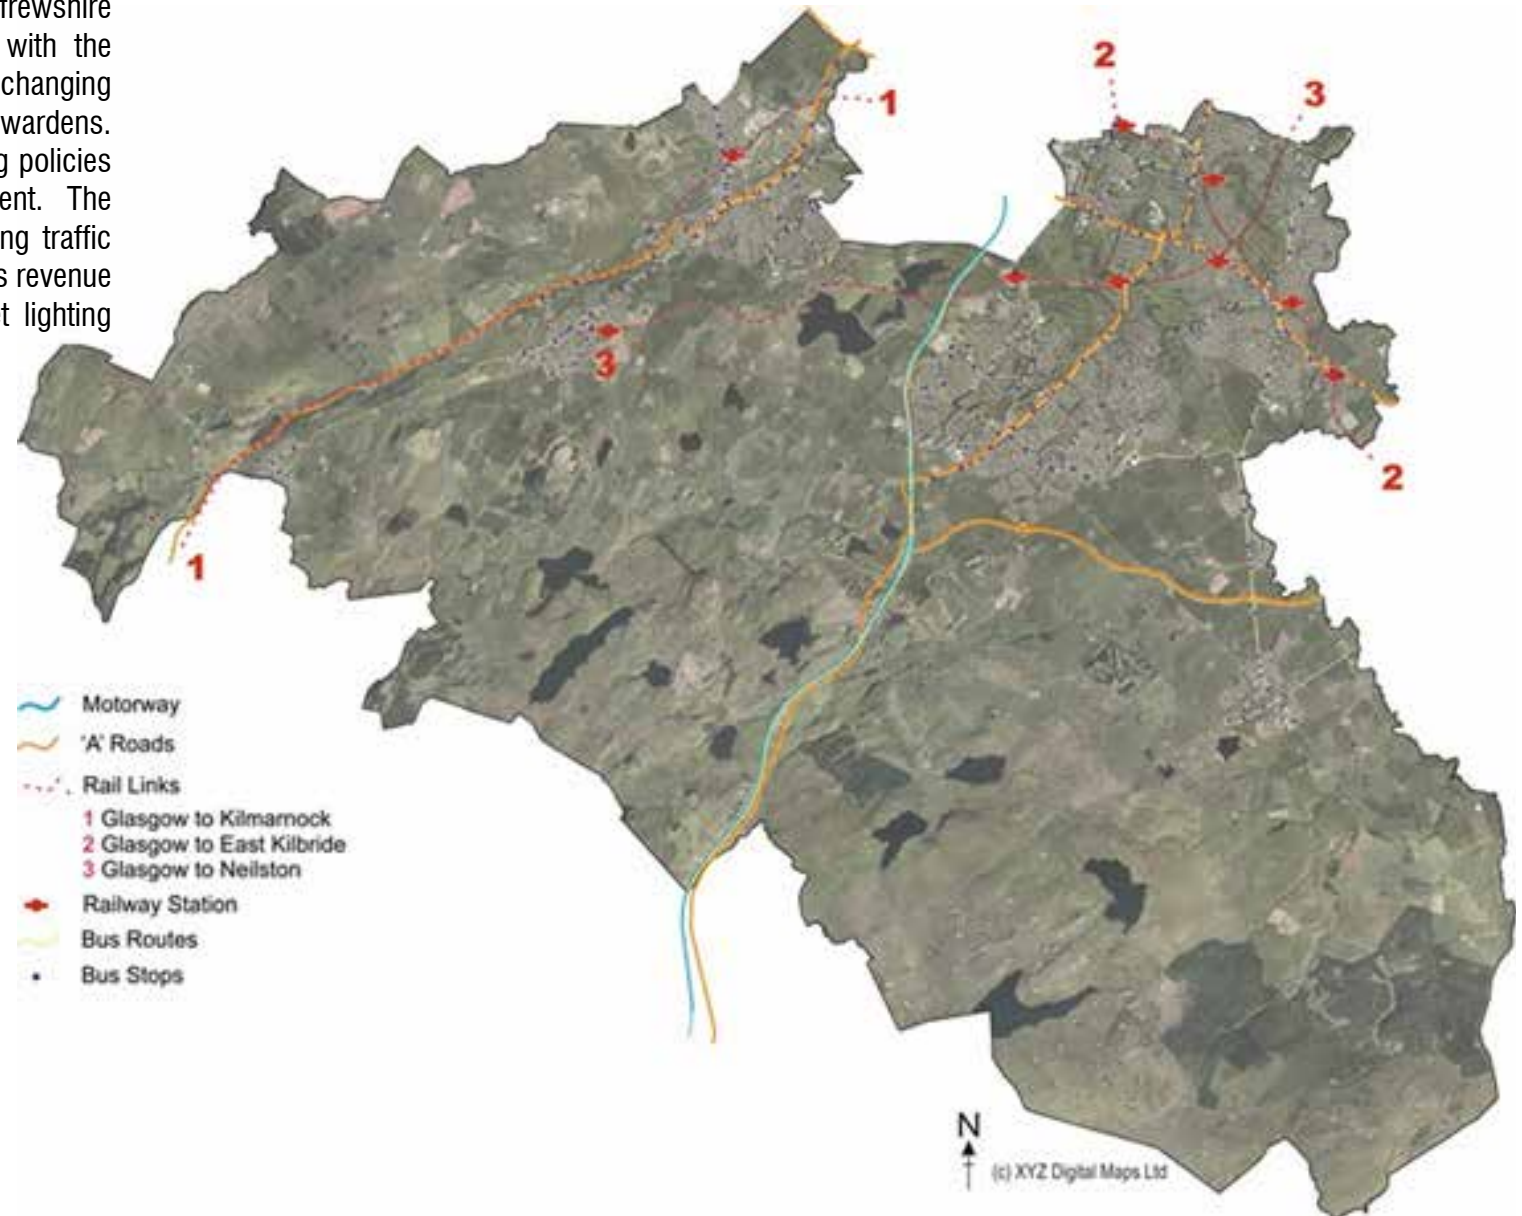 frewshire
with the
changing
wardens.
g policies
ent. The
ng traffic
s revenue
t lighting
2
3
1
3
2
1
Motorway
'A' Roads
Rail Links
1 Glasgow to Kilmarnock
2 Glasgow to East Kilbride
3 Glasgow to Neilston
Railway Station
Bus Routes
Bus Stops
N
(c) XYZ Digital Maps Ltd